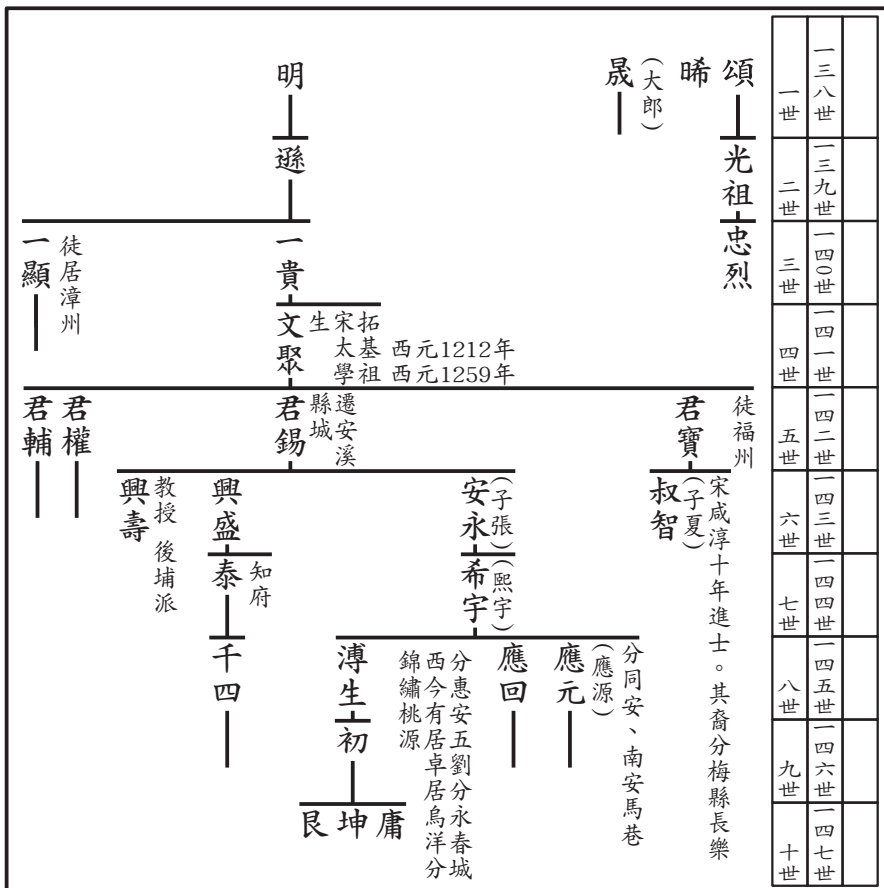 一三八世
一三九世
一四〇世
一四一世
一四二世
一四三世
一四四世
一四五世
一四六世
一四七世
一世
二世
三世
四世
五世
六世
七世
八世
九世
十世
頌
光祖
忠烈
晞
晟
(大郎)
明
遜
一貴
一顯
徒居漳州
文聚
拓基祖
宋太學
生
西元1212年
西元1259年
徒福州
君寶
君錫
遷安溪
縣城
君權
君輔
叔智
(子夏)
宋咸淳十年進士。其裔分梅縣長樂
安永
(子張)
興盛
興壽
教授 後埔派
希宇
(熙宇)
泰
知府
應元
(應源)
分同安、南安馬巷
應回
溥生
分惠安五劉分永春城
西今有居卓居烏洋分
錦繡桃源
千四
初
庸
坤
艮